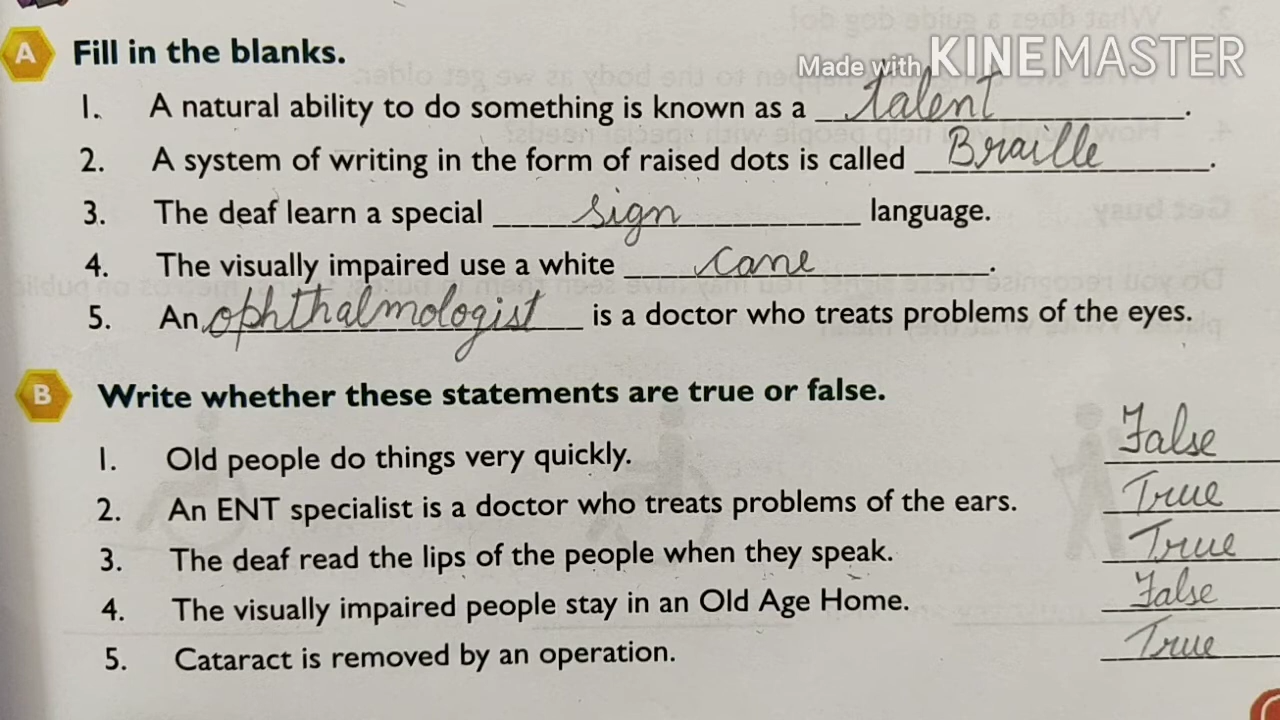 A Fill in the blanks.
Made with KINEMASTER
1. A natural ability to do something is known as a talent.
2. A system of writing in the form of raised dots is called Braille.
3. The deaf learn a special sign language.
4. The visually impaired use a white cane.
5. An ophthalmologist is a doctor who treats problems of the eyes.
B Write whether these statements are true or false.
1. Old people do things very quickly. False
2. An ENT specialist is a doctor who treats problems of the ears. True
3. The deaf read the lips of the people when they speak. True
4. The visually impaired people stay in an Old Age Home. False
5. Cataract is removed by an operation. True